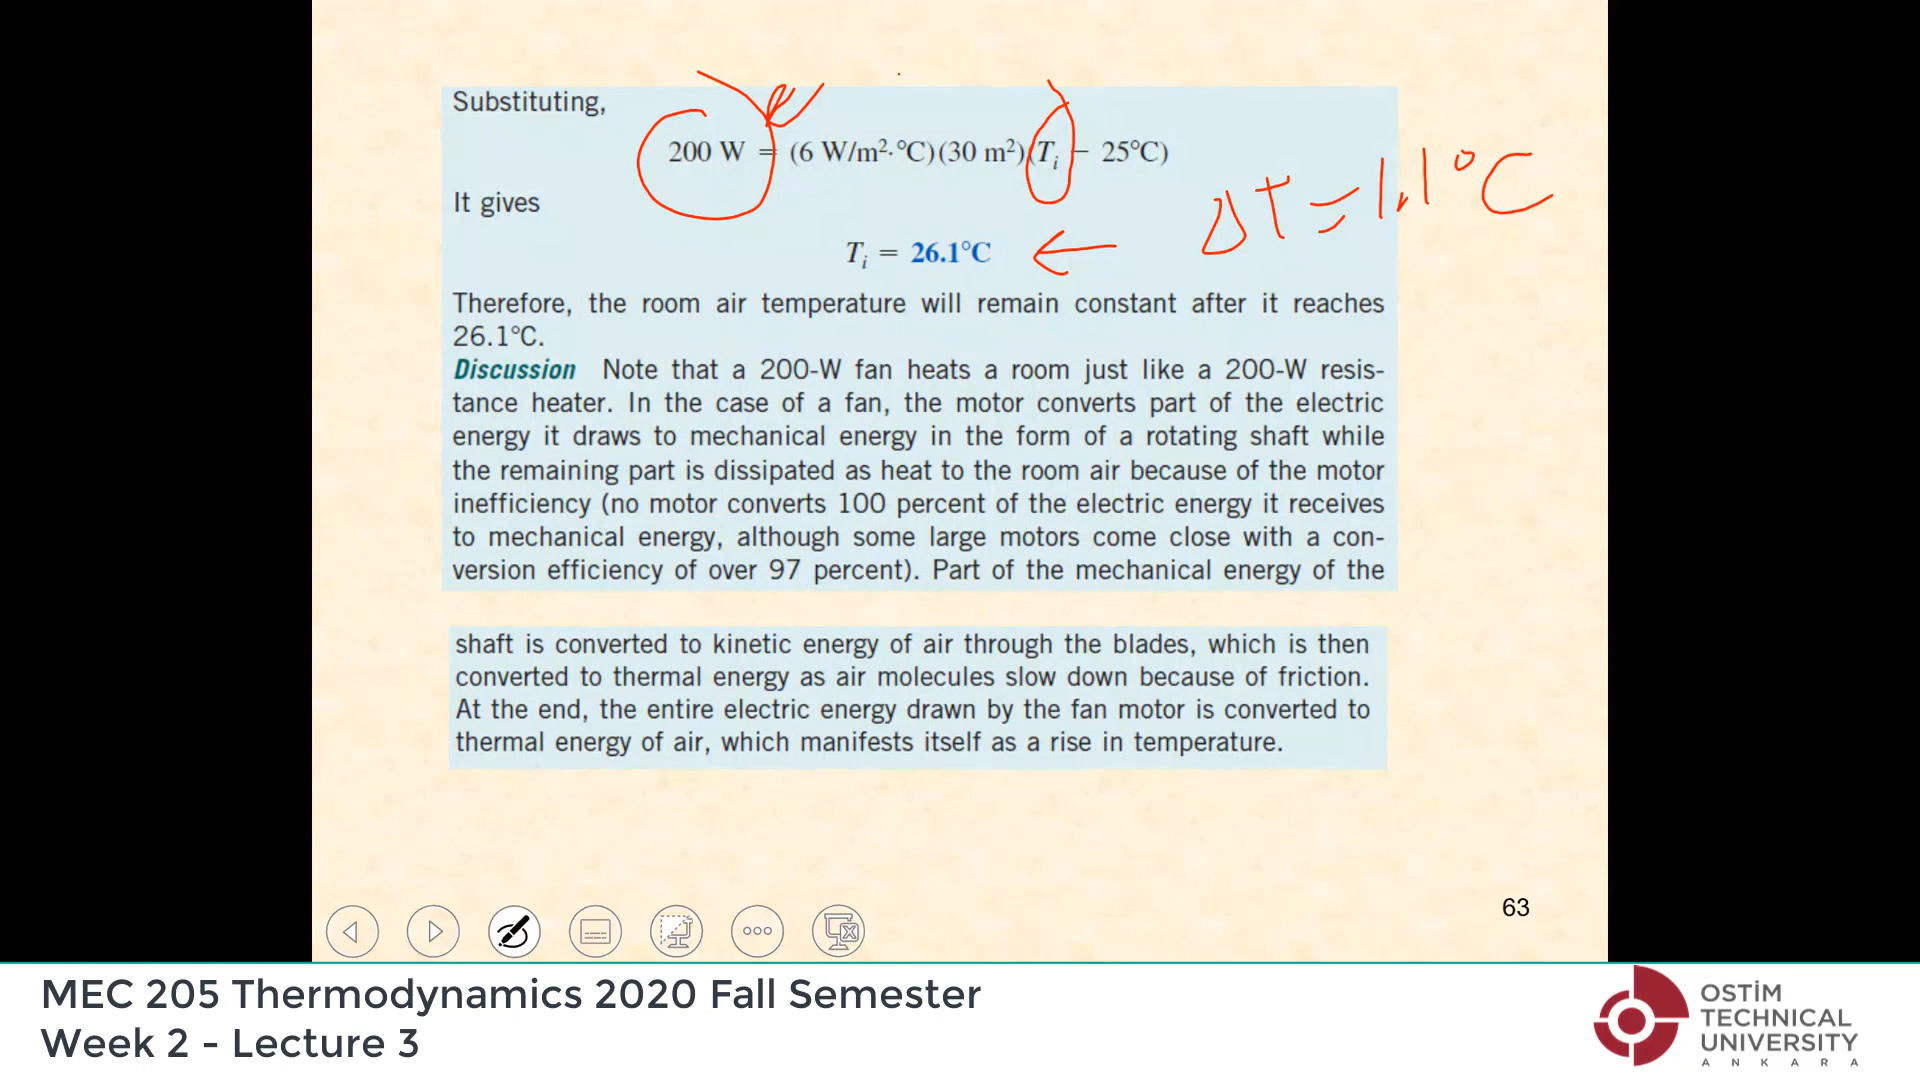 Substituting,
200 W = (6 W/m²·°C)(30 m²)(Tᵢ − 25°C)
It gives
ΔT = 1.1°C
Tᵢ = 26.1°C
Therefore, the room air temperature will remain constant after it reaches
26.1°C.
Discussion Note that a 200-W fan heats a room just like a 200-W resis-
tance heater. In the case of a fan, the motor converts part of the electric
energy it draws to mechanical energy in the form of a rotating shaft while
the remaining part is dissipated as heat to the room air because of the motor
inefficiency (no motor converts 100 percent of the electric energy it receives
to mechanical energy, although some large motors come close with a con-
version efficiency of over 97 percent). Part of the mechanical energy of the
shaft is converted to kinetic energy of air through the blades, which is then
converted to thermal energy as air molecules slow down because of friction.
At the end, the entire electric energy drawn by the fan motor is converted to
thermal energy of air, which manifests itself as a rise in temperature.
63
MEC 205 Thermodynamics 2020 Fall Semester
Week 2 - Lecture 3
OSTİM
TECHNICAL
UNIVERSITY
ANKARA